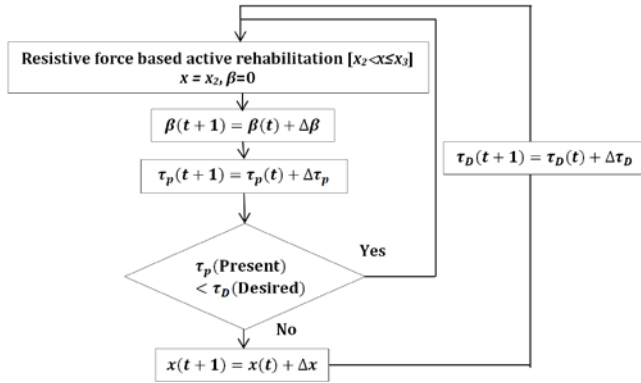 Resistive force based active rehabilitation [x₂<x≤x₃]
x = x₂, β=0
β(t + 1) = β(t) + Δβ
τₚ(t + 1) = τₚ(t) + Δτₚ
τ_D(t + 1) = τ_D(t) + Δτ_D
Yes
τₚ(Present)
< τ_D(Desired)
No
x(t + 1) = x(t) + Δx